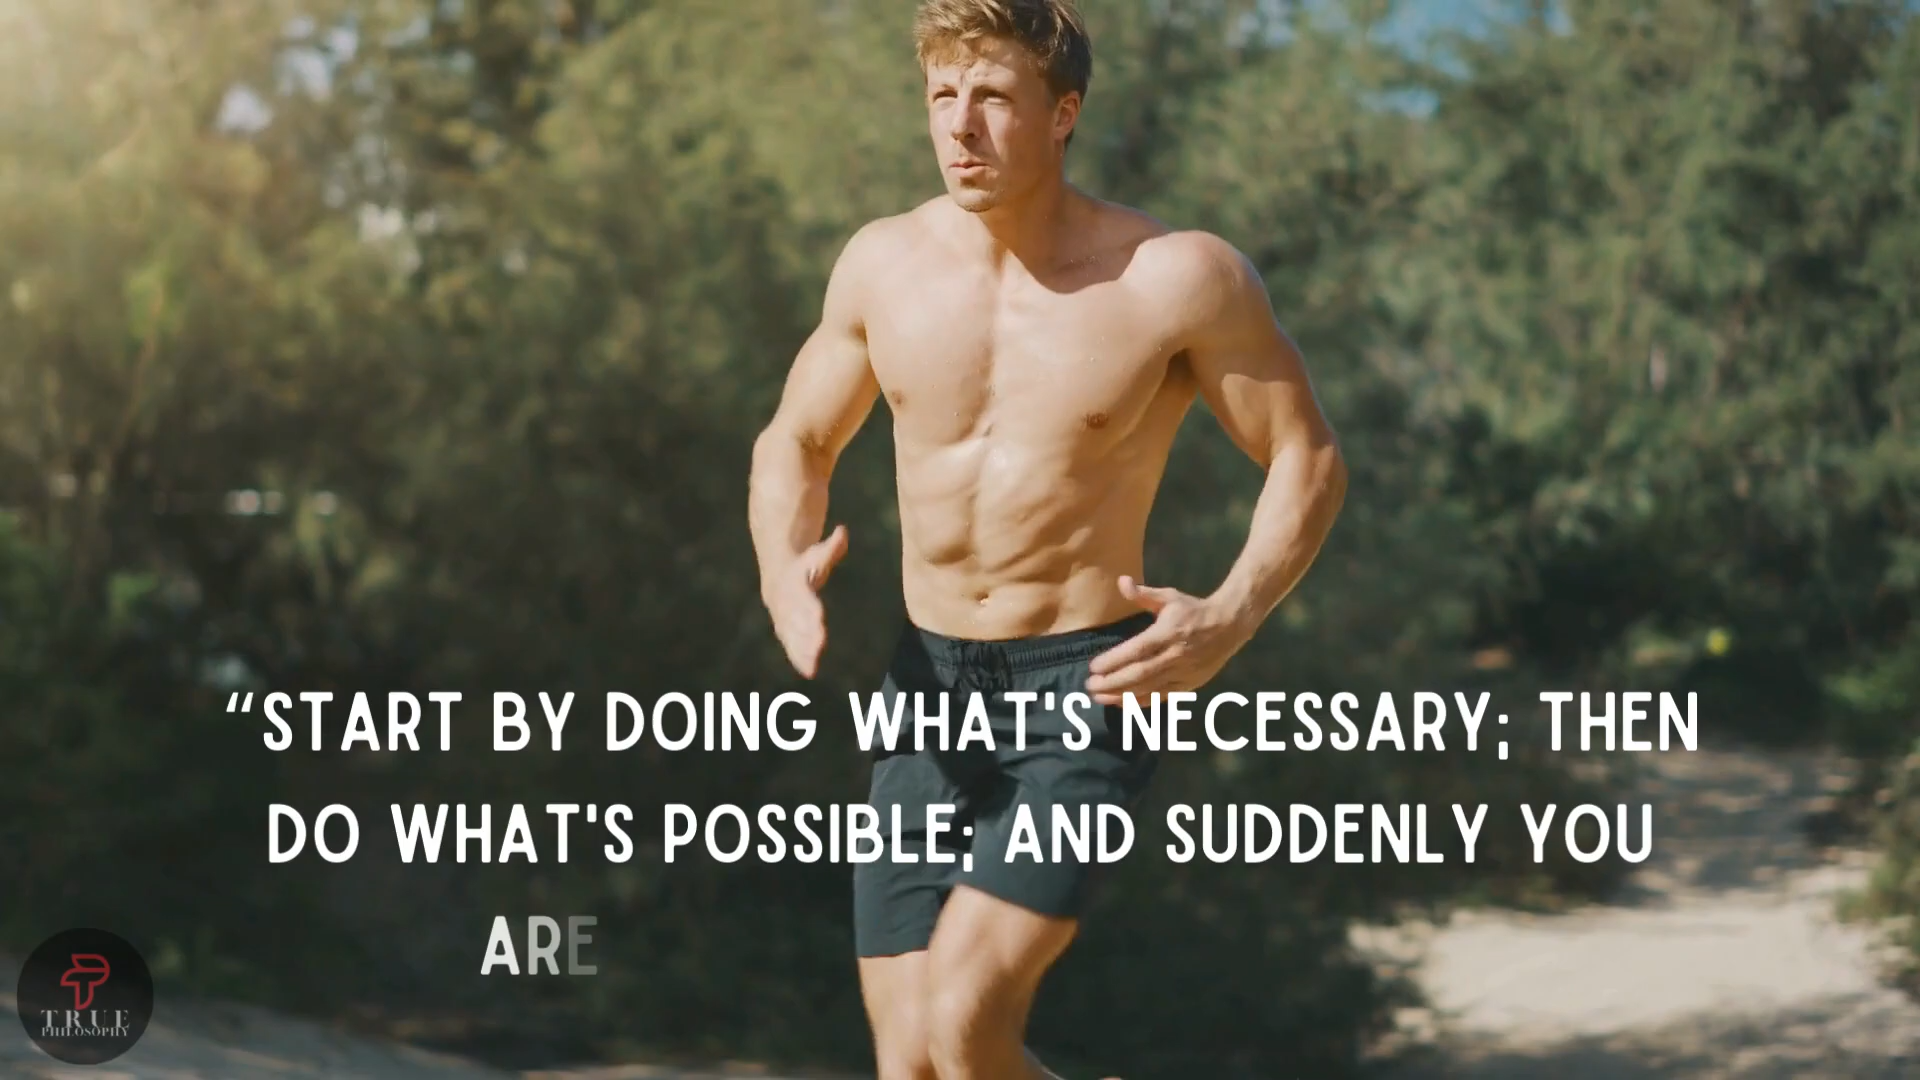 “START BY DOING WHAT'S NECESSARY; THEN
DO WHAT'S POSSIBLE; AND SUDDENLY YOU
ARE
TRUE
PHILOSOPHY